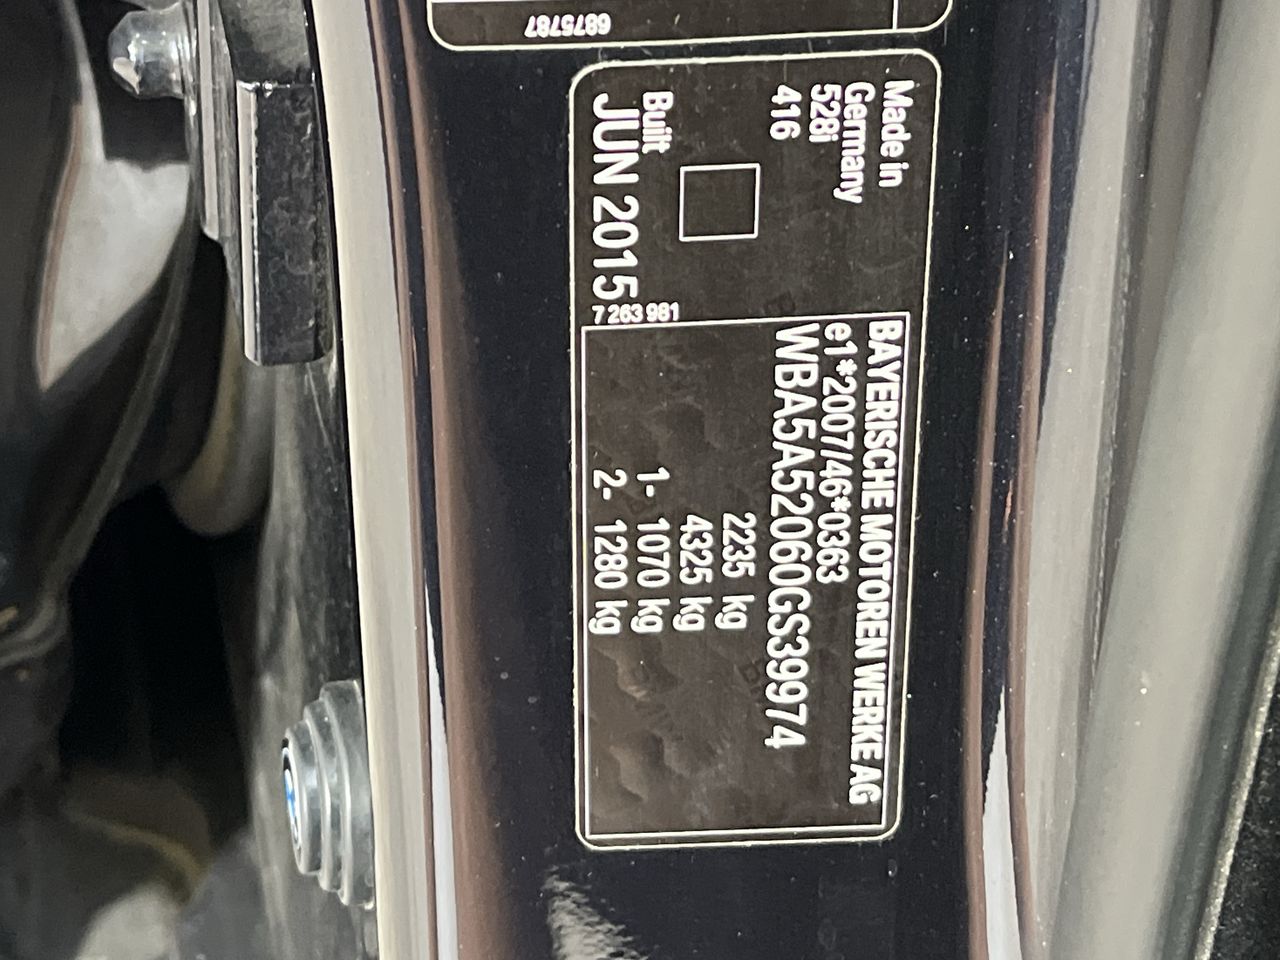 6875787
Made in
Germany
528i
416
Built
JUN 2015
7 263 981
BAYERISCHE MOTOREN WERKE AG
e1*2007/46*0363
WBA5A52060GS39974
2235 kg
4325 kg
1- 1070 kg
2- 1280 kg